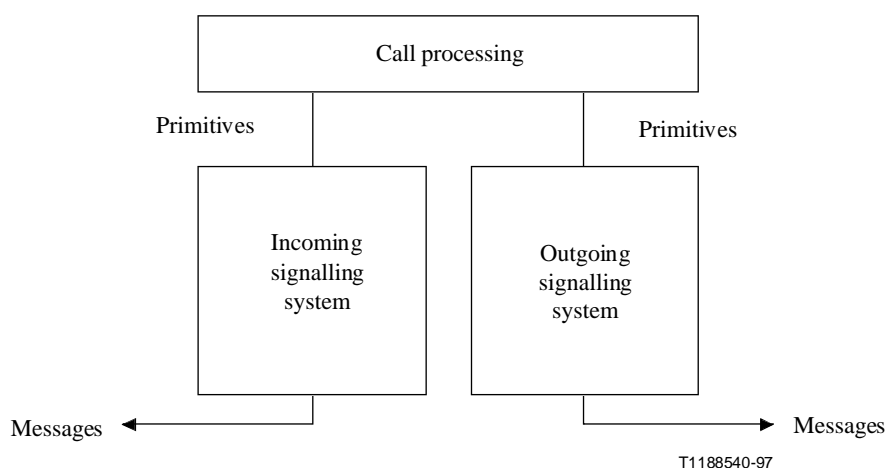 Call processing
Primitives
Primitives
Incoming
signalling
system
Outgoing
signalling
system
Messages
Messages
T1188540-97